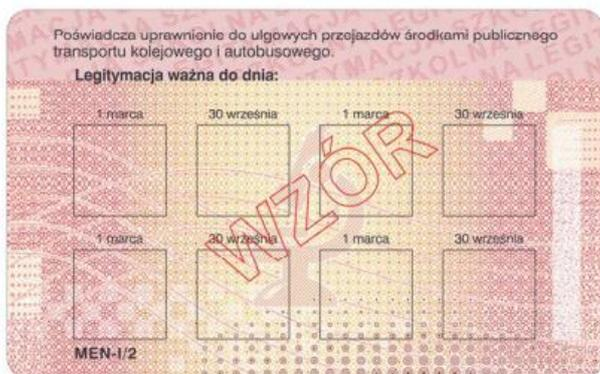 Poświadcza uprawnienie do ulgowych przejazdów środkami publicznego
transportu kolejowego i autobusowego.
Legitymacja ważna do dnia:
1 marca 30 września 1 marca 30 września
WZÓR
1 marca 30 września 1 marca 30 września
MEN-I/2